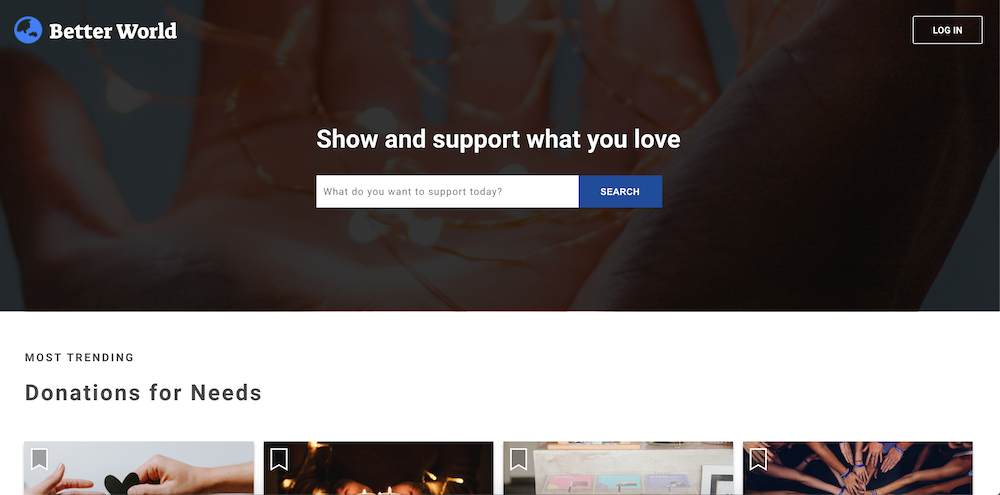 Better World
LOG IN
Show and support what you love
What do you want to support today?
SEARCH
MOST TRENDING
Donations for Needs